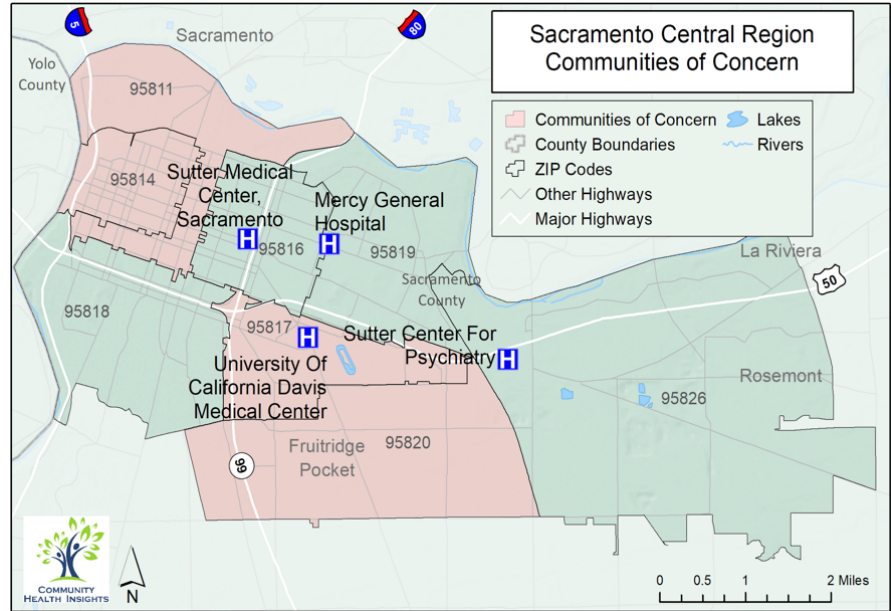 Sacramento Central Region
Communities of Concern
Communities of Concern
Lakes
County Boundaries
Rivers
ZIP Codes
Other Highways
Major Highways
5
80
Sacramento
Yolo
County
95811
95814
Sutter Medical
Center,
Sacramento
H
95816
Mercy General
Hospital
H
95819
Sacramento
County
La Riviera
50
95818
95817
H
Sutter Center For
Psychiatry
H
University Of
California Davis
Medical Center
Rosemont
95826
95820
Fruitridge
Pocket
99
COMMUNITY
HEALTH INSIGHTS
N
0 0.5 1 2 Miles